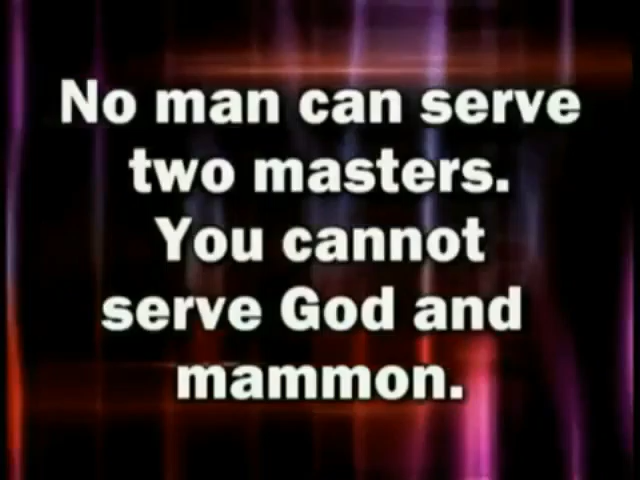 No man can serve
two masters.
You cannot
serve God and
mammon.